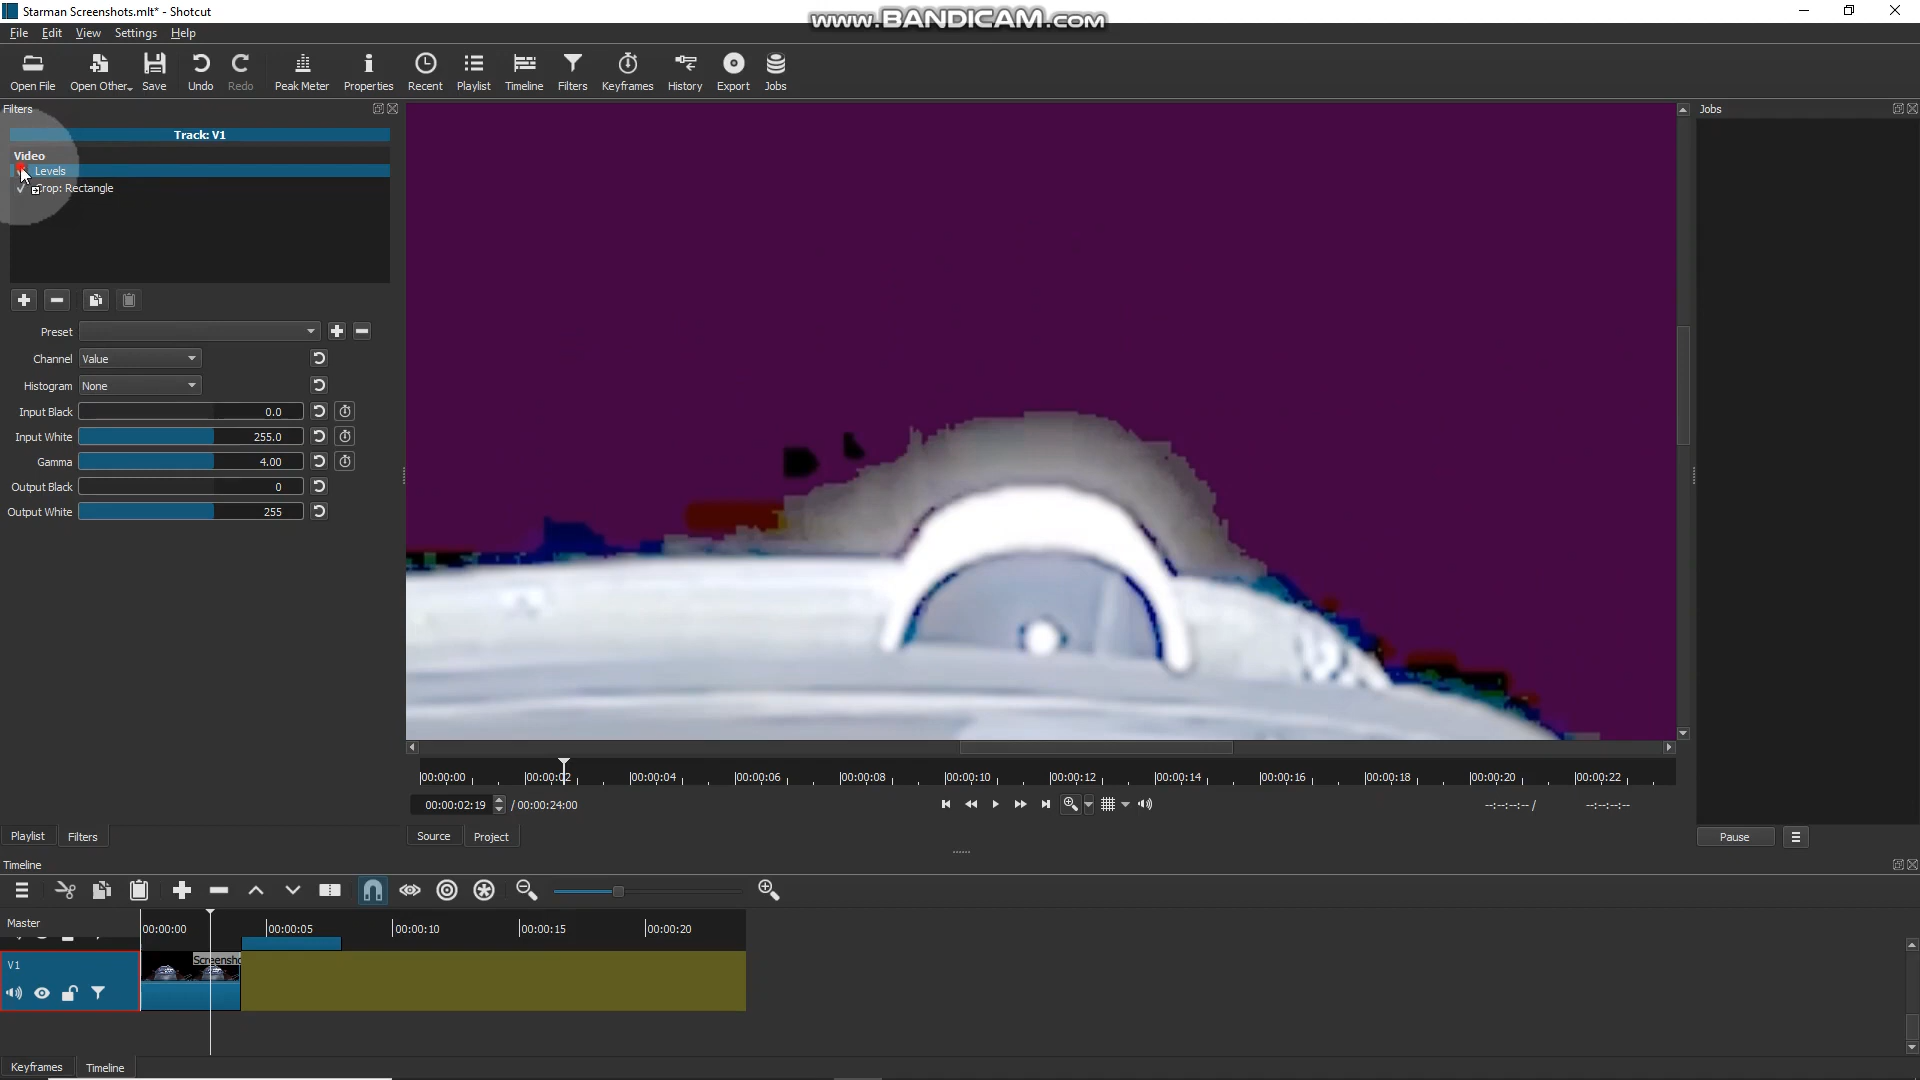 Starman Screenshots.mlt* - Shotcut
www.BANDICAM.com
File Edit View Settings Help
Open File Open Other.. Save Undo Redo Peak Meter Properties Recent Playlist Timeline Filters Keyframes History Export Jobs
Filters
Jobs
Track: V1
Video
Levels
Crop: Rectangle
Preset
Channel Value
Histogram None
Input Black 0.0
Input White 255.0
Gamma 4.00
Output Black 0
Output White 255
00:00:00 00:00:02 00:00:04 00:00:06 00:00:08 00:00:10 00:00:12 00:00:14 00:00:16 00:00:18 00:00:20 00:00:22
00:00:02:19 / 00:00:24:00 --:--:--:-- / --:--:--:--
Playlist Filters Source Project Pause
Timeline
Master 00:00:00 00:00:05 00:00:10 00:00:15 00:00:20
V1 Screensho
Keyframes Timeline